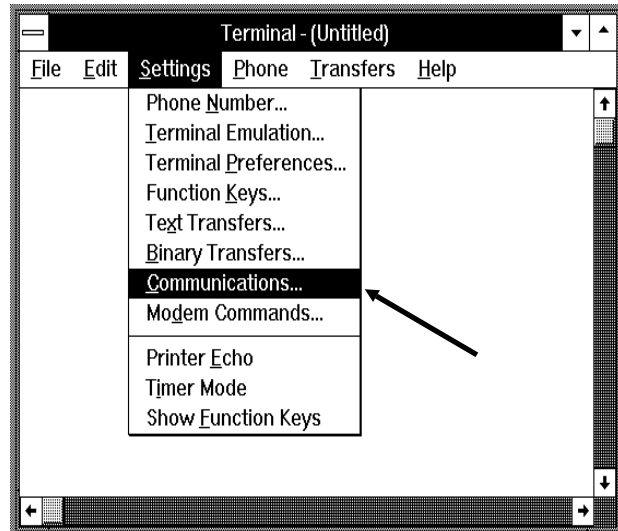 Terminal - (Untitled)
File Edit Settings Phone Transfers Help
Phone Number...
Terminal Emulation...
Terminal Preferences...
Function Keys...
Text Transfers...
Binary Transfers...
Communications...
Modem Commands...
Printer Echo
Timer Mode
Show Function Keys